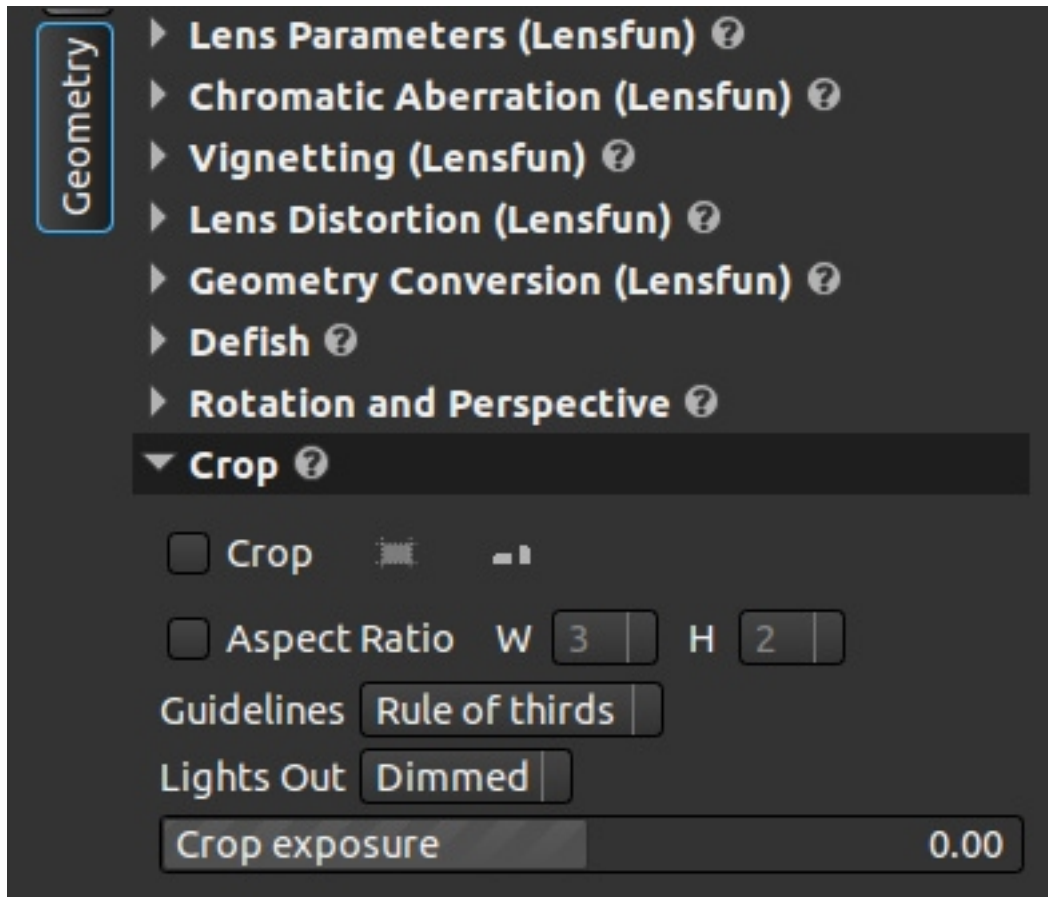 Geometry
Lens Parameters (Lensfun) ?
Chromatic Aberration (Lensfun) ?
Vignetting (Lensfun) ?
Lens Distortion (Lensfun) ?
Geometry Conversion (Lensfun) ?
Defish ?
Rotation and Perspective ?
Crop ?
Crop
Aspect Ratio W 3 H 2
Guidelines Rule of thirds
Lights Out Dimmed
Crop exposure 0.00